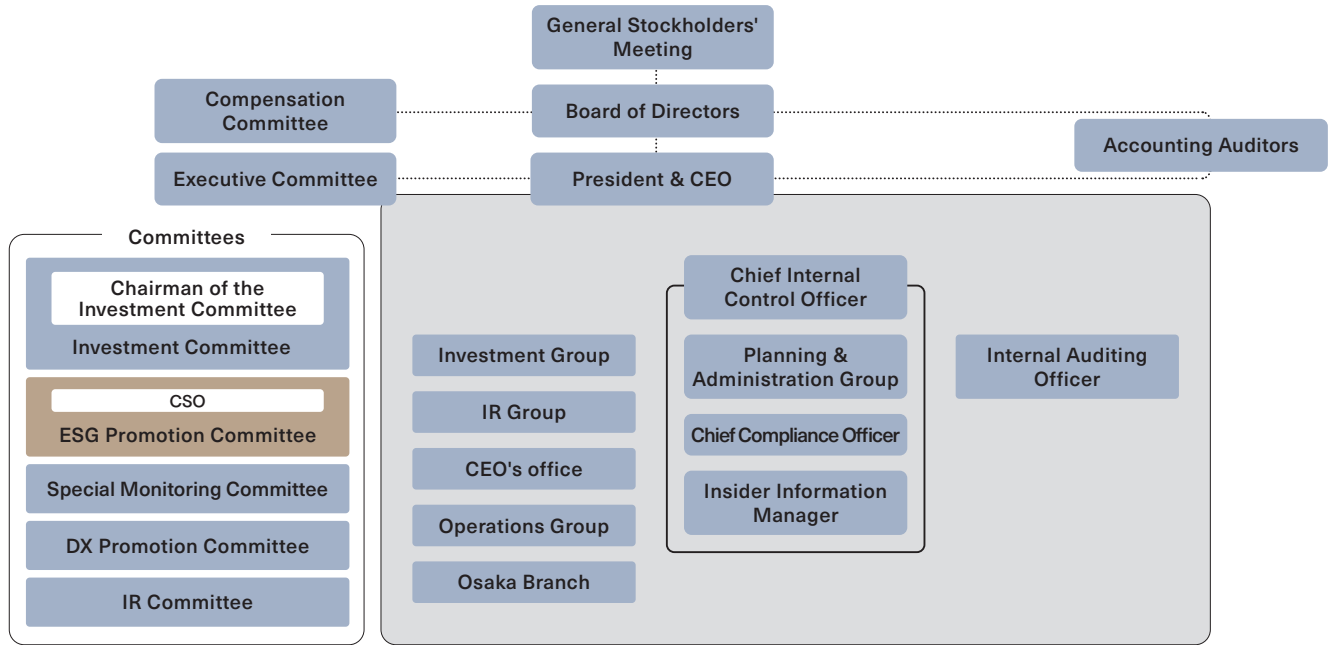 General Stockholders'
Meeting
Compensation
Committee
Board of Directors
Accounting Auditors
Executive Committee
President & CEO
Committees
Chairman of the
Investment Committee
Investment Committee
CSO
ESG Promotion Committee
Special Monitoring Committee
DX Promotion Committee
IR Committee
Investment Group
IR Group
CEO's office
Operations Group
Osaka Branch
Chief Internal
Control Officer
Planning &
Administration Group
Chief Compliance Officer
Insider Information
Manager
Internal Auditing
Officer